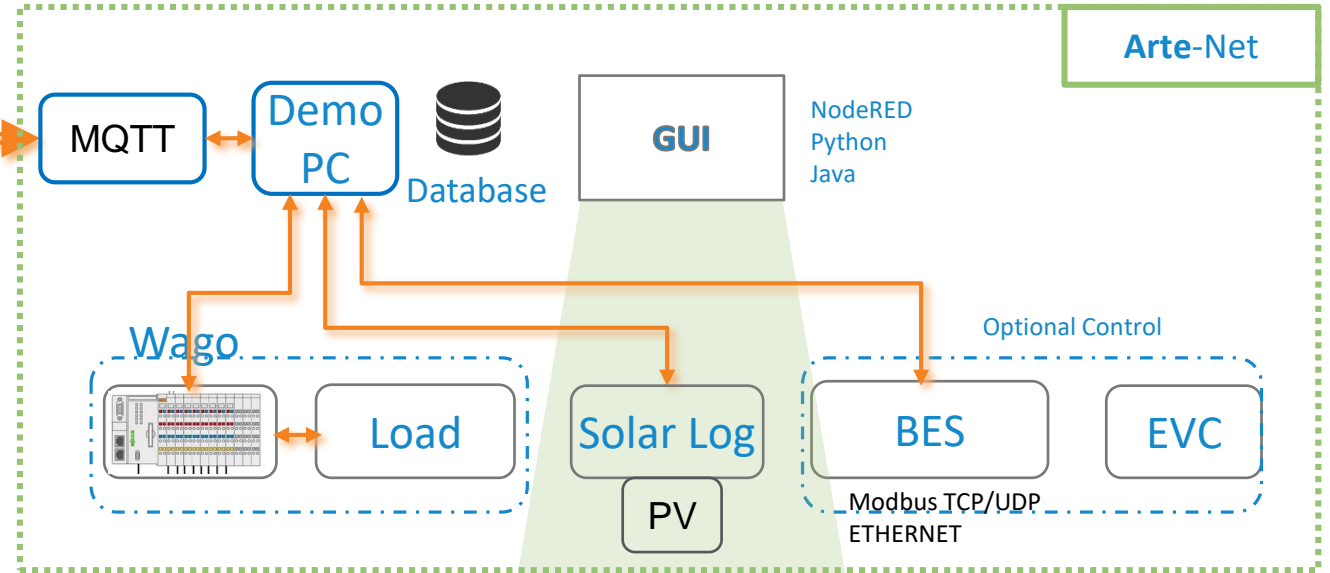 Arte-Net
MQTT
Demo
PC
Database
GUI
NodeRED
Python
Java
Wago
Optional Control
Load
Solar Log
BES
EVC
PV
Modbus TCP/UDP
ETHERNET